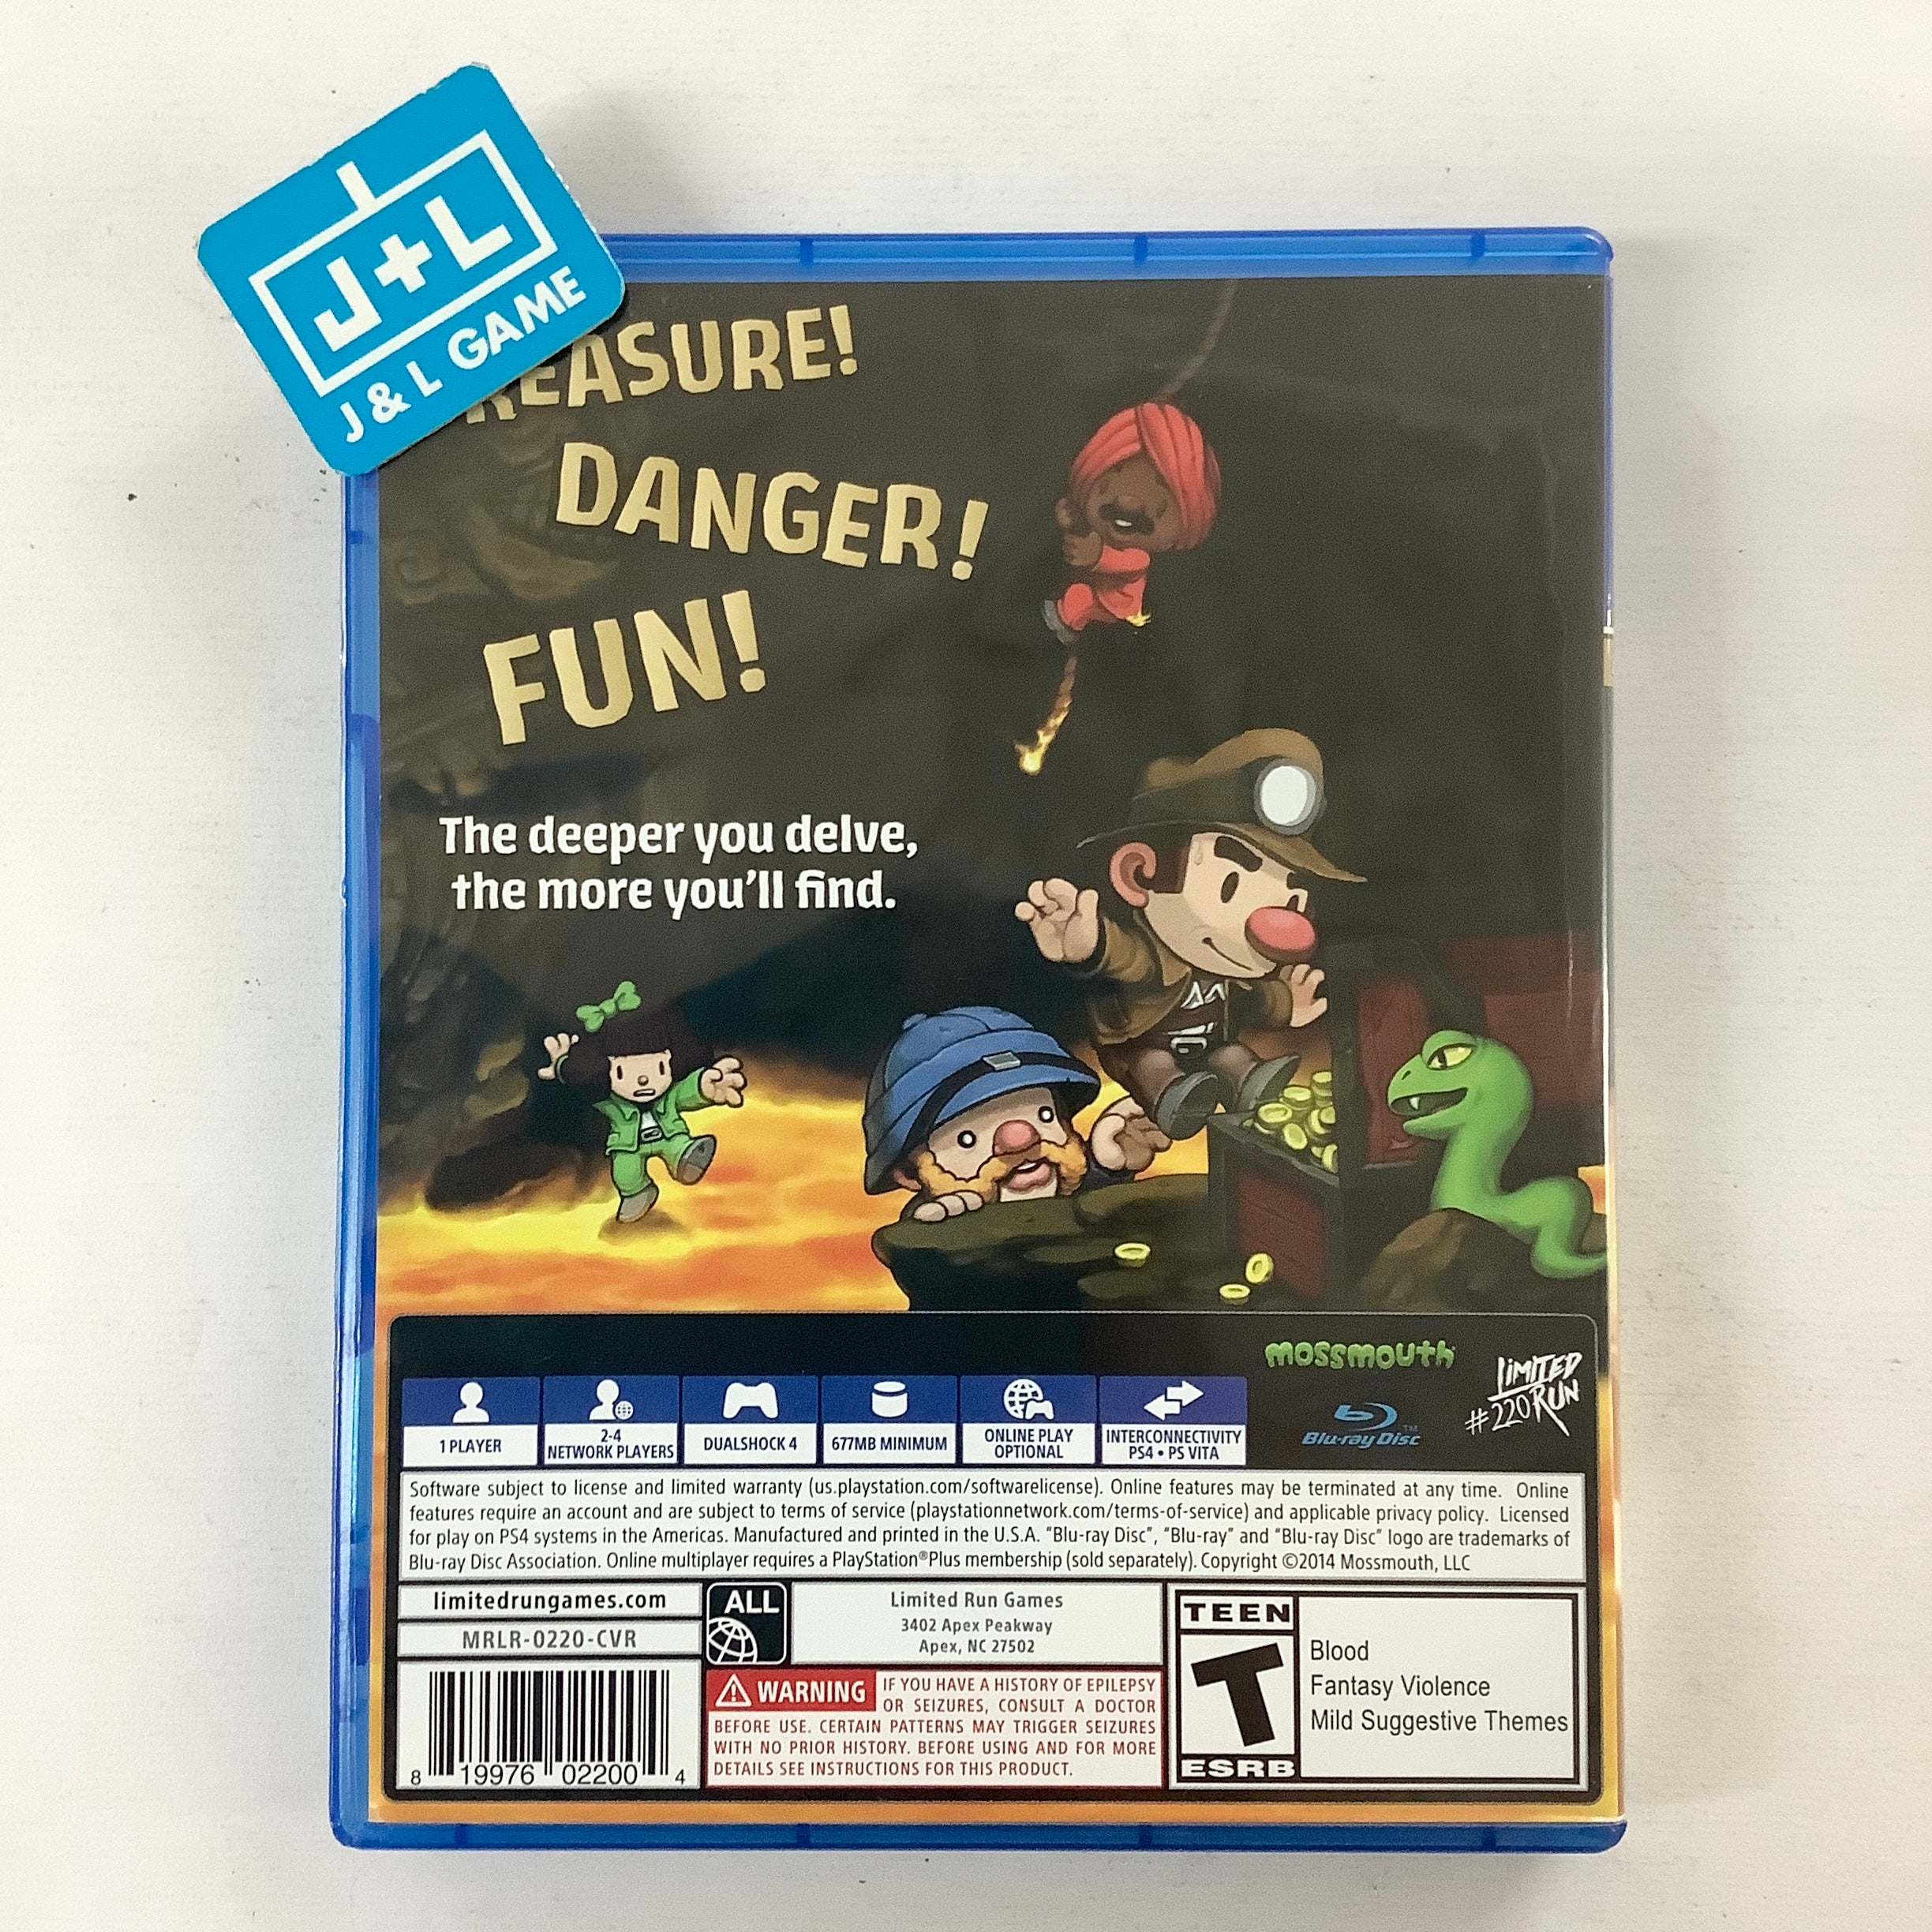 J+L
J & L GAME
REASURE!
DANGER!
FUN!
The deeper you delve,
the more you'll find.
mossmouth
LIMITED
#220 RUN
1 PLAYER
2-4
NETWORK PLAYERS
DUALSHOCK 4
677MB MINIMUM
ONLINE PLAY
OPTIONAL
INTERCONNECTIVITY
PS4 • PS VITA
Blu-ray Disc™
Software subject to license and limited warranty (us.playstation.com/softwarelicense). Online features may be terminated at any time. Online
features require an account and are subject to terms of service (playstationnetwork.com/terms-of-service) and applicable privacy policy. Licensed
for play on PS4 systems in the Americas. Manufactured and printed in the U.S.A. "Blu-ray Disc", "Blu-ray" and "Blu-ray Disc" logo are trademarks of
Blu-ray Disc Association. Online multiplayer requires a PlayStation®Plus membership (sold separately). Copyright ©2014 Mossmouth, LLC
limitedrungames.com
MRLR-0220-CVR
8 19976 02200 4
ALL
Limited Run Games
3402 Apex Peakway
Apex, NC 27502
WARNING IF YOU HAVE A HISTORY OF EPILEPSY
OR SEIZURES, CONSULT A DOCTOR
BEFORE USE. CERTAIN PATTERNS MAY TRIGGER SEIZURES
WITH NO PRIOR HISTORY. BEFORE USING AND FOR MORE
DETAILS SEE INSTRUCTIONS FOR THIS PRODUCT.
TEEN
T
ESRB
Blood
Fantasy Violence
Mild Suggestive Themes